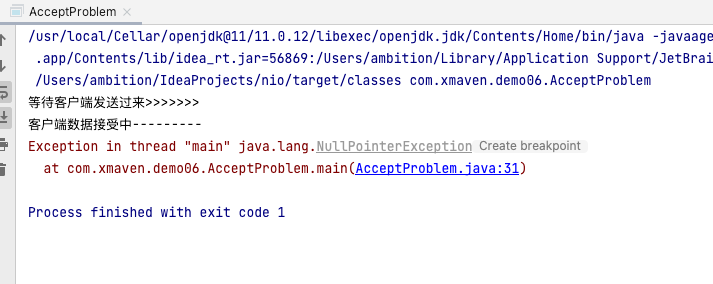 AcceptProblem
/usr/local/Cellar/openjdk@11/11.0.12/libexec/openjdk.jdk/Contents/Home/bin/java -javaage
.app/Contents/lib/idea_rt.jar=56869:/Users/ambition/Library/Application Support/JetBrai
/Users/ambition/IdeaProjects/nio/target/classes com.xmaven.demo06.AcceptProblem
等待客户端发送过来>>>>>>>
客户端数据接受中---------
Exception in thread "main" java.lang.NullPointerException Create breakpoint
at com.xmaven.demo06.AcceptProblem.main(AcceptProblem.java:31)
Process finished with exit code 1